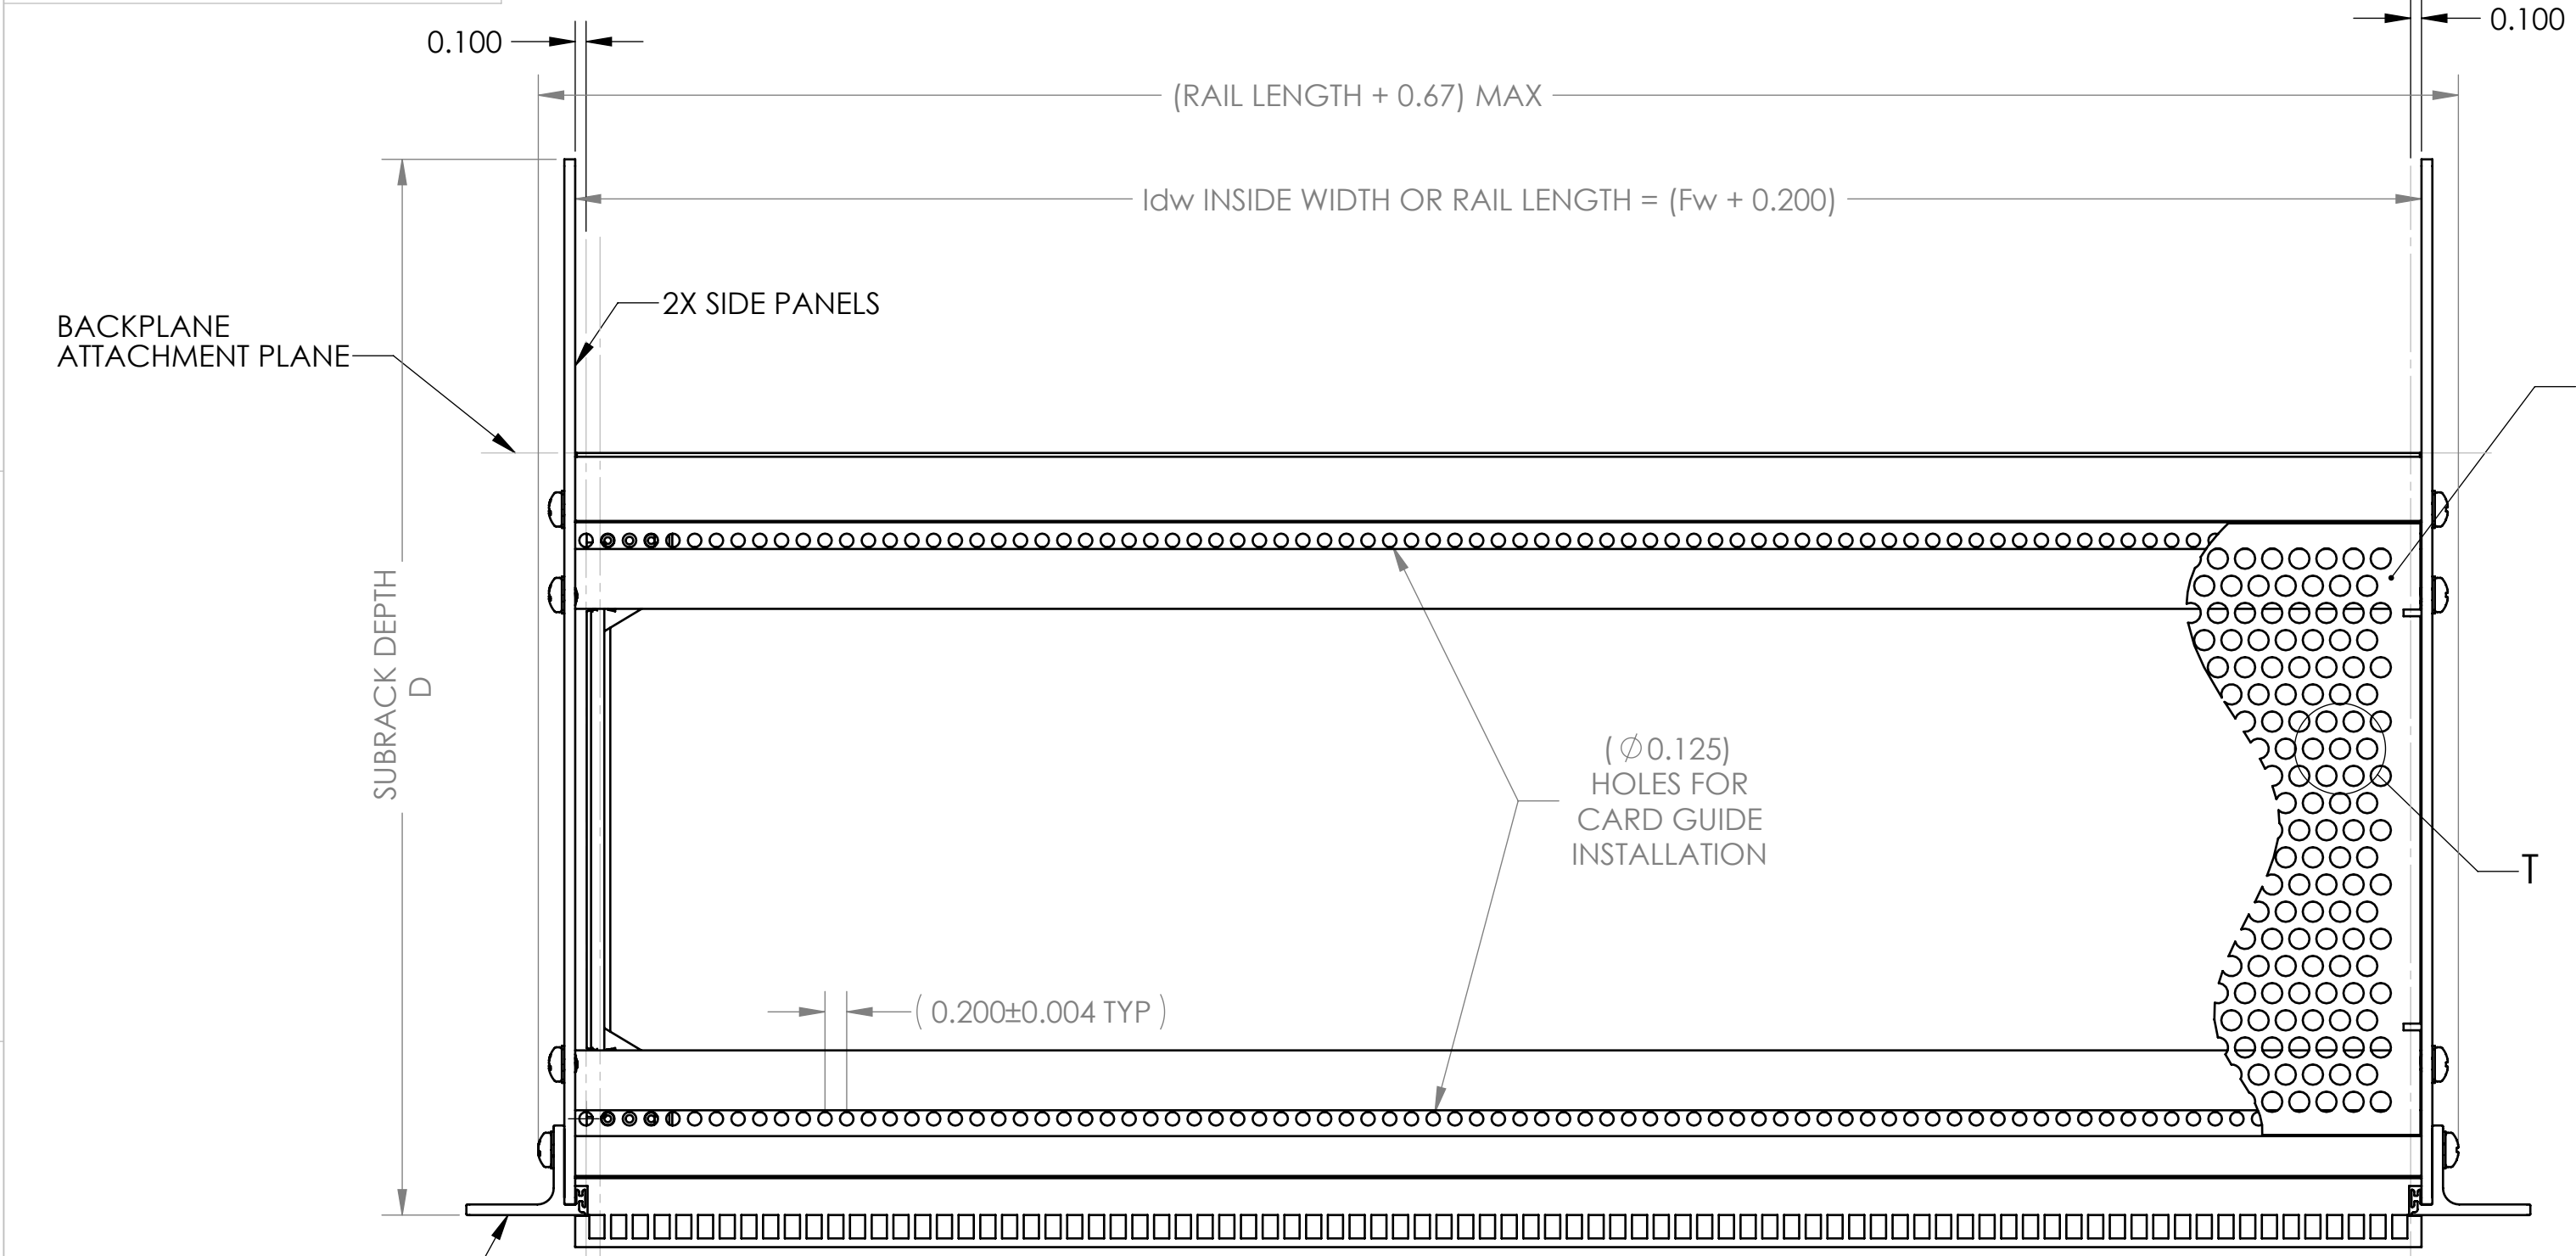 0.100
0.100
(RAIL LENGTH + 0.67) MAX
Idw INSIDE WIDTH OR RAIL LENGTH = (Fw + 0.200)
2X SIDE PANELS
BACKPLANE
ATTACHMENT PLANE
SUBRACK DEPTH
D
(∅0.125)
HOLES FOR
CARD GUIDE
INSTALLATION
T
( 0.200±0.004 TYP )